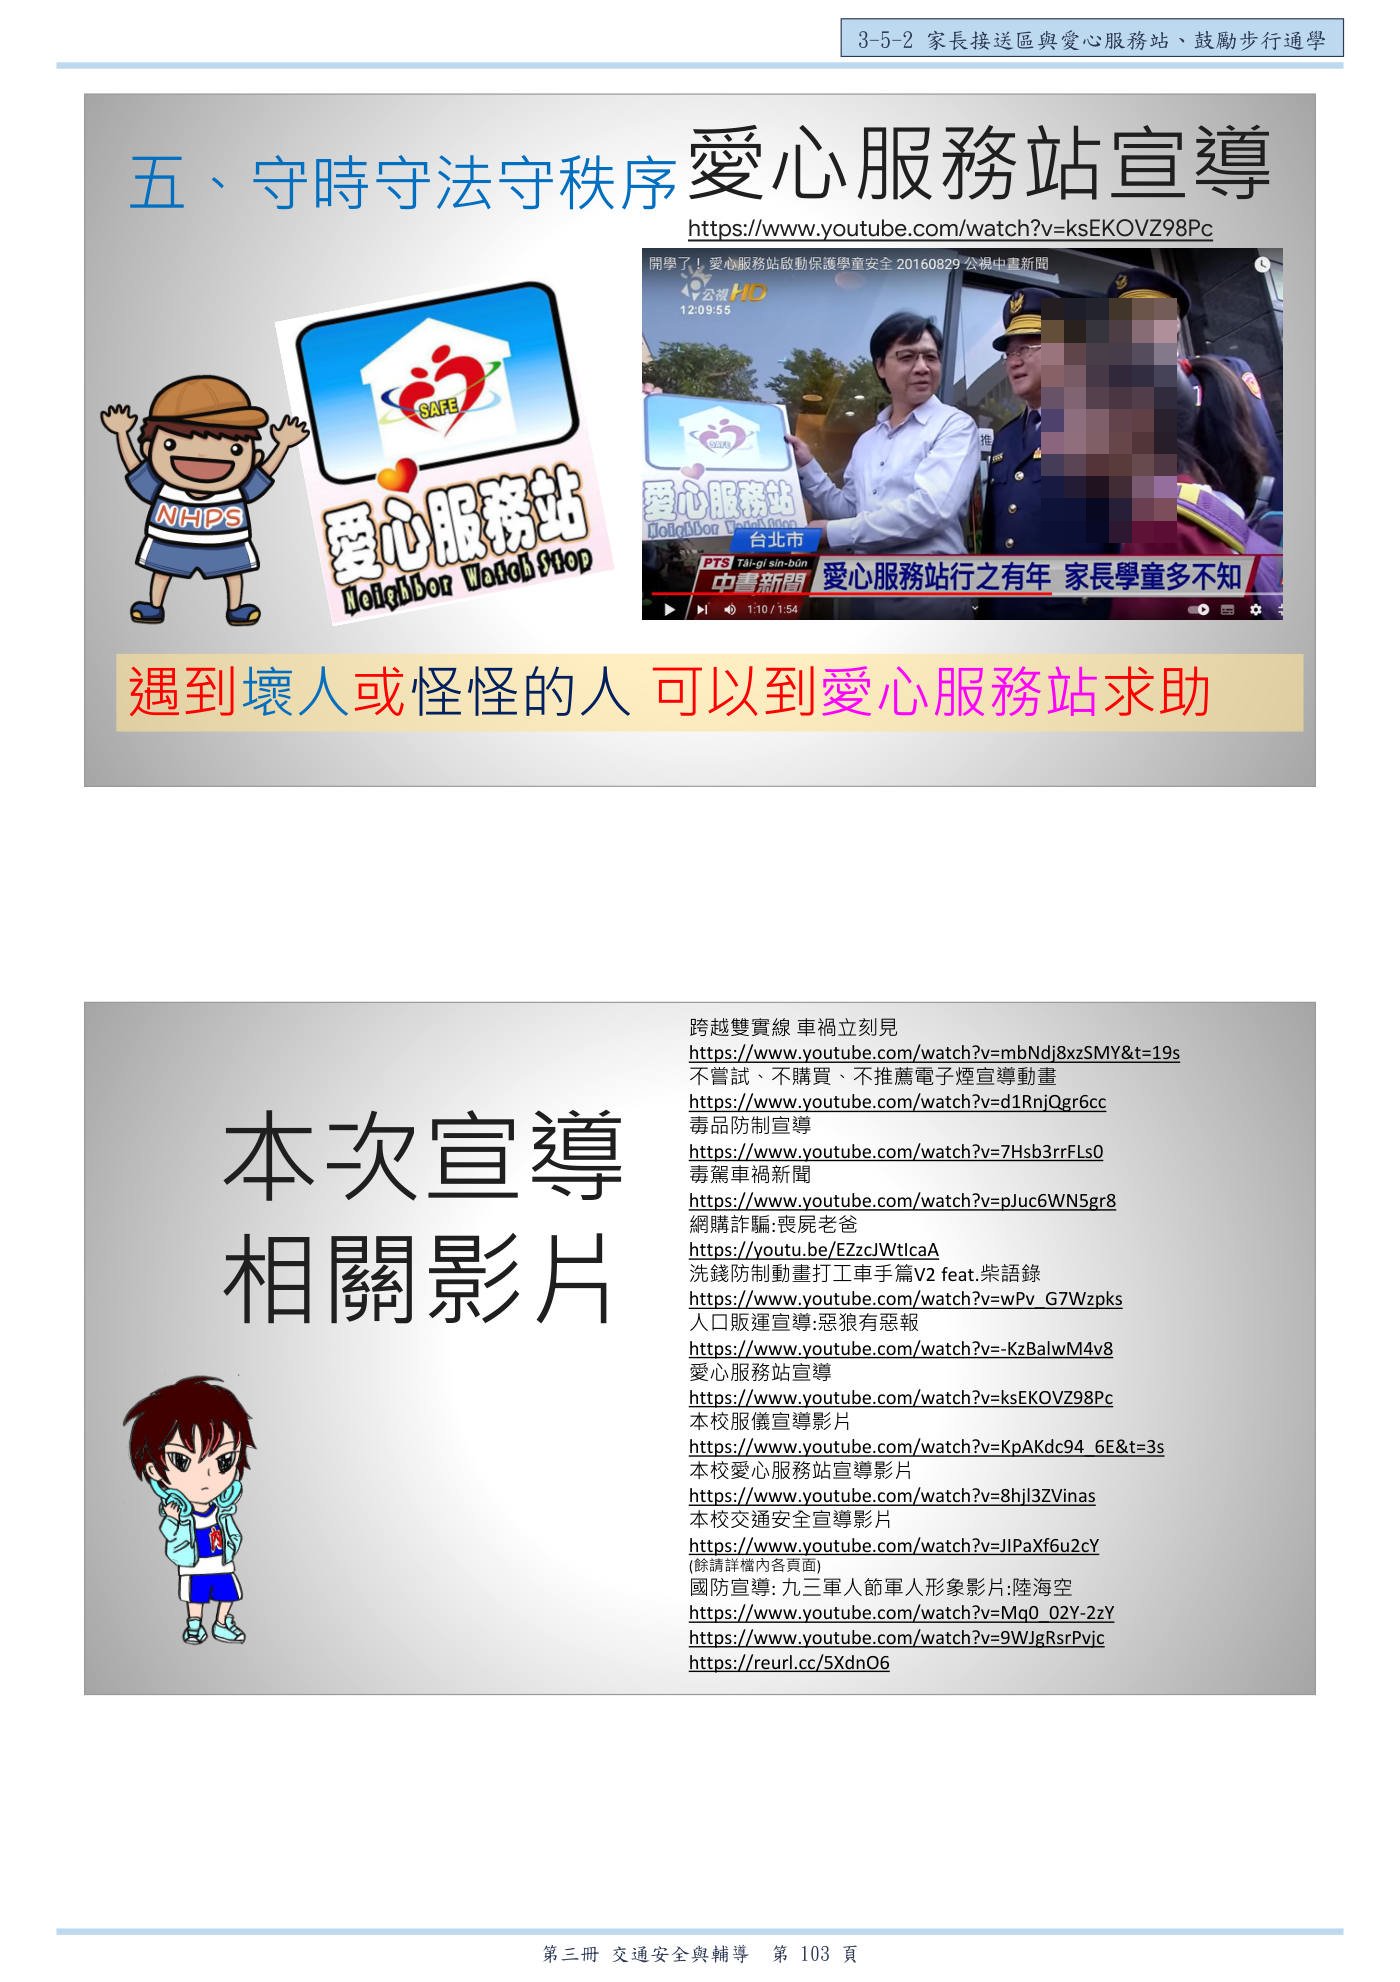 3-5-2 家長接送區與愛心服務站、鼓勵步行通學
五、守時守法守秩序
愛心服務站宣導
https://www.youtube.com/watch?v=ksEKOVZ98Pc
開學了！ 愛心服務站啟動保護學童安全 20160829 公視中晝新聞
公視HD
12:09:55
SAFE
愛心服務站
Neighbor Watch Stop
NHPS
SAFE
推
愛心服務站
Neighbor Watch Stop
台北市
PTS Tâi-gí sin-bûn
中晝新聞
愛心服務站行之有年 家長學童多不知
1:10 / 1:54
遇到壞人或怪怪的人 可以到愛心服務站求助
本次宣導
相關影片
內
跨越雙實線 車禍立刻見
https://www.youtube.com/watch?v=mbNdj8xzSMY&t=19s
不嘗試、不購買、不推薦電子煙宣導動畫
https://www.youtube.com/watch?v=d1RnjQgr6cc
毒品防制宣導
https://www.youtube.com/watch?v=7Hsb3rrFLs0
毒駕車禍新聞
https://www.youtube.com/watch?v=pJuc6WN5gr8
網購詐騙:喪屍老爸
https://youtu.be/EZzcJWtIcaA
洗錢防制動畫打工車手篇V2 feat.柴語錄
https://www.youtube.com/watch?v=wPv_G7Wzpks
人口販運宣導:惡狼有惡報
https://www.youtube.com/watch?v=-KzBalwM4v8
愛心服務站宣導
https://www.youtube.com/watch?v=ksEKOVZ98Pc
本校服儀宣導影片
https://www.youtube.com/watch?v=KpAKdc94_6E&t=3s
本校愛心服務站宣導影片
https://www.youtube.com/watch?v=8hjl3ZVinas
本校交通安全宣導影片
https://www.youtube.com/watch?v=JIPaXf6u2cY
(餘請詳檔內各頁面)
國防宣導: 九三軍人節軍人形象影片:陸海空
https://www.youtube.com/watch?v=Mq0_02Y-2zY
https://www.youtube.com/watch?v=9WJgRsrPvjc
https://reurl.cc/5XdnO6
第三冊 交通安全與輔導 第 103 頁